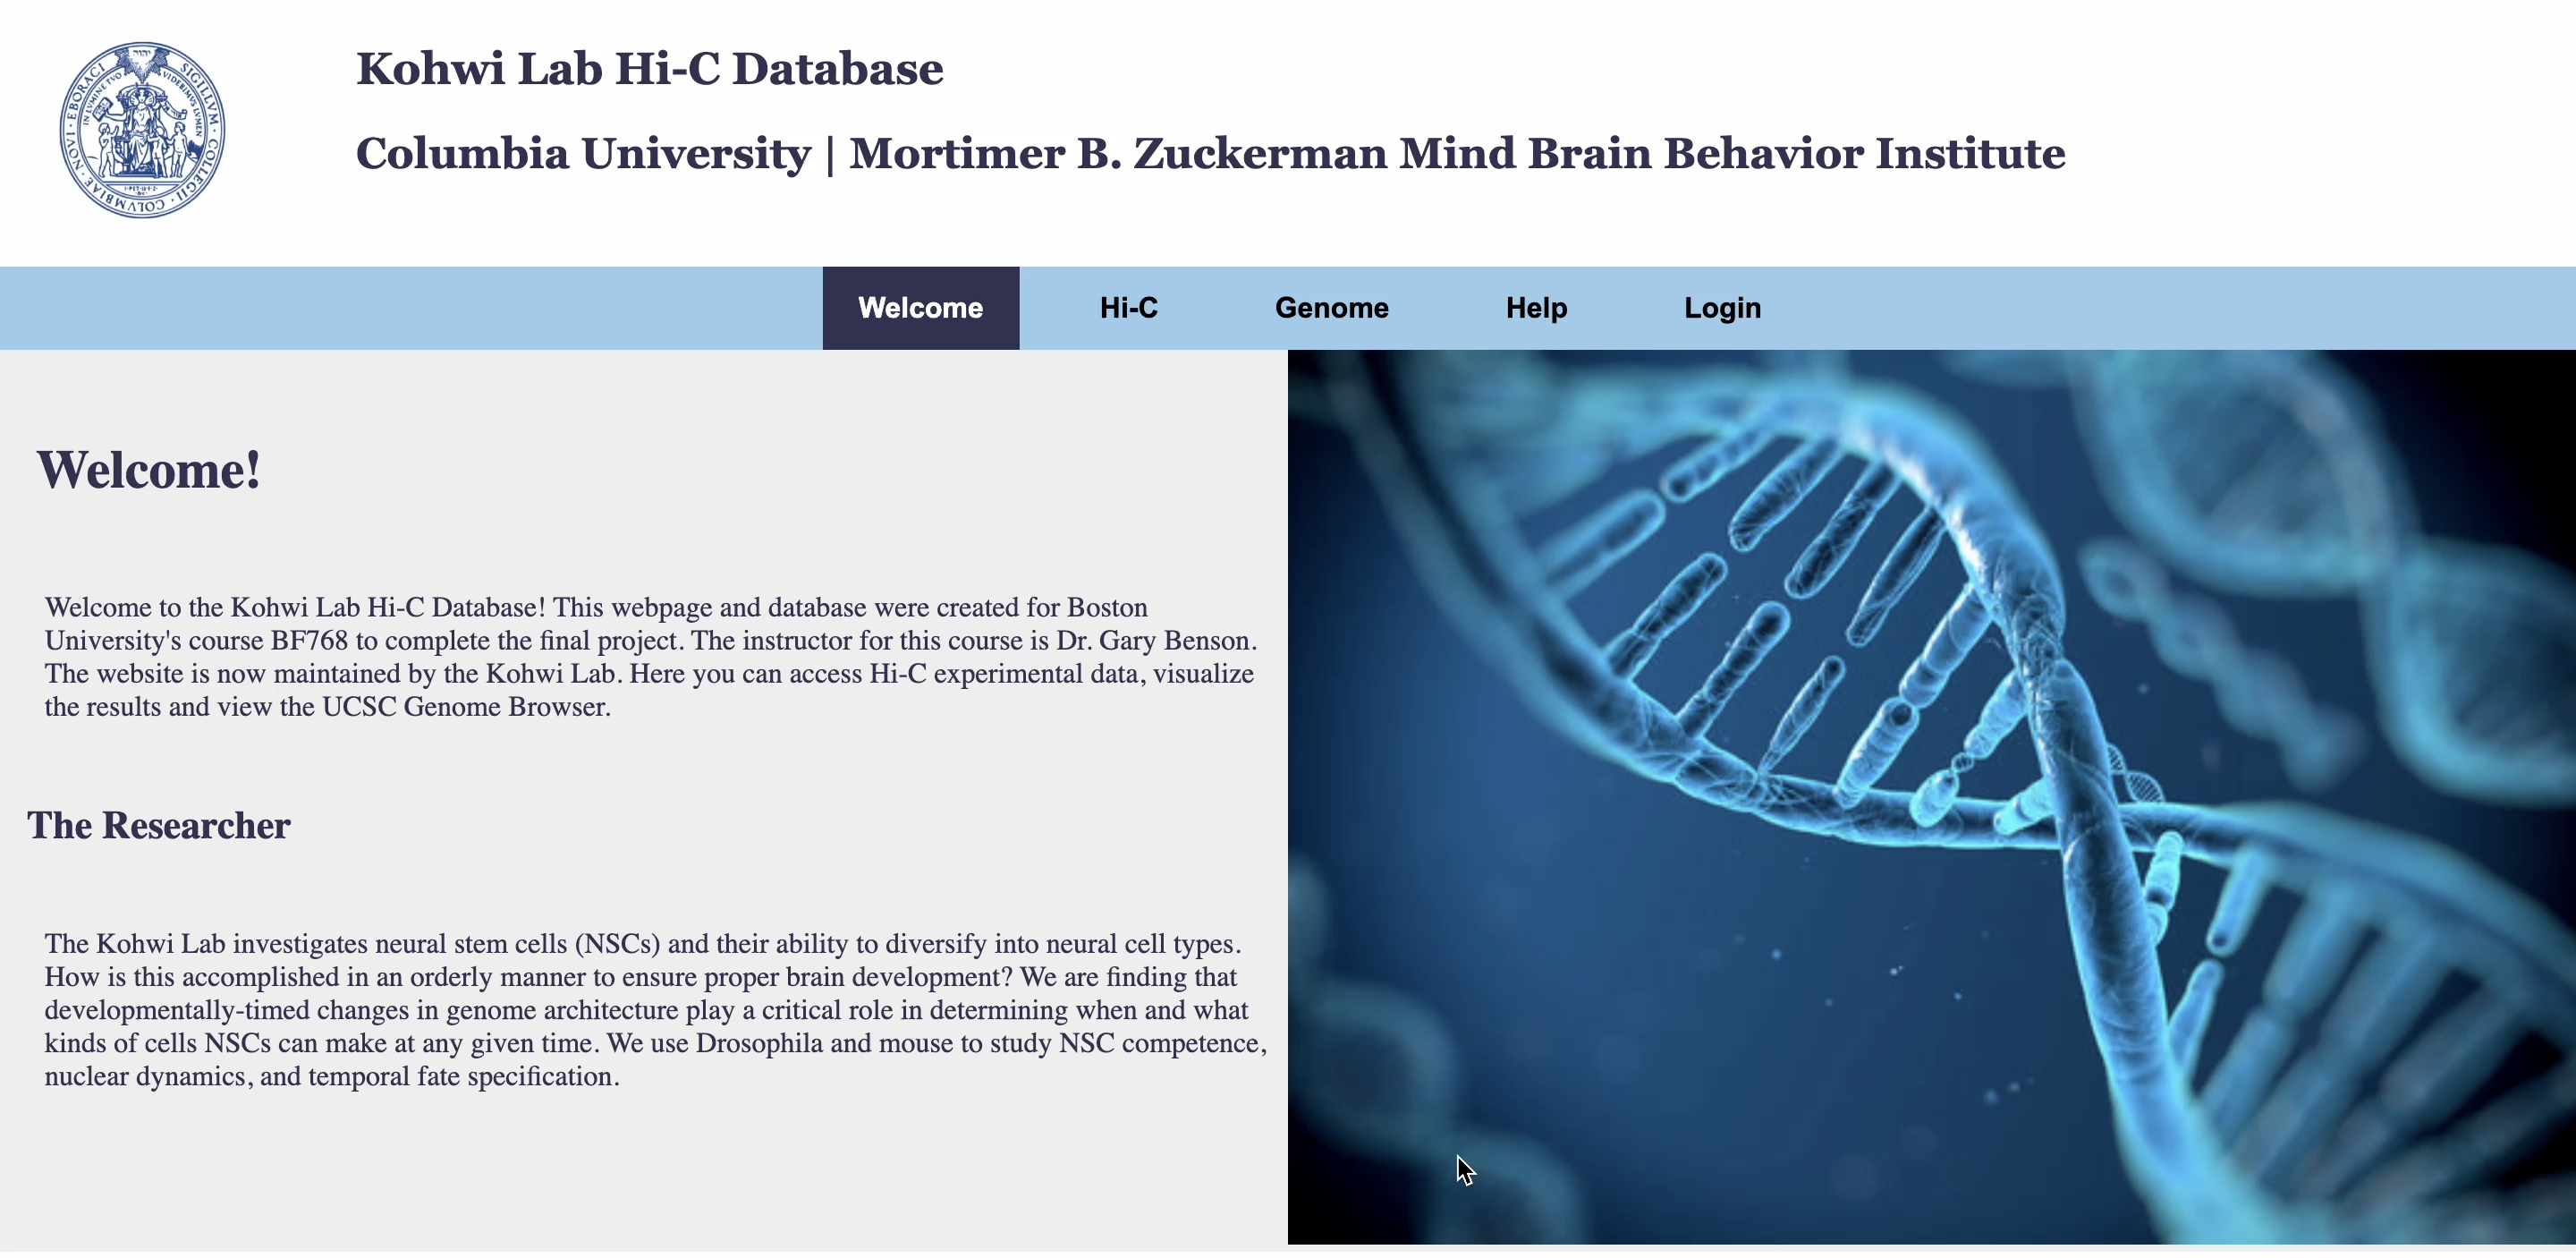 Kohwi Lab Hi-C Database
Columbia University | Mortimer B. Zuckerman Mind Brain Behavior Institute
SIGILLVM · COLLEGII · COLVMBIAE · NOVI · EBORACI
IN LVMINE TVO VIDEBIMVS LVMEN
Welcome
Hi-C
Genome
Help
Login
Welcome!
Welcome to the Kohwi Lab Hi-C Database! This webpage and database were created for Boston
University's course BF768 to complete the final project. The instructor for this course is Dr. Gary Benson.
The website is now maintained by the Kohwi Lab. Here you can access Hi-C experimental data, visualize
the results and view the UCSC Genome Browser.
The Researcher
The Kohwi Lab investigates neural stem cells (NSCs) and their ability to diversify into neural cell types.
How is this accomplished in an orderly manner to ensure proper brain development? We are finding that
developmentally-timed changes in genome architecture play a critical role in determining when and what
kinds of cells NSCs can make at any given time. We use Drosophila and mouse to study NSC competence,
nuclear dynamics, and temporal fate specification.